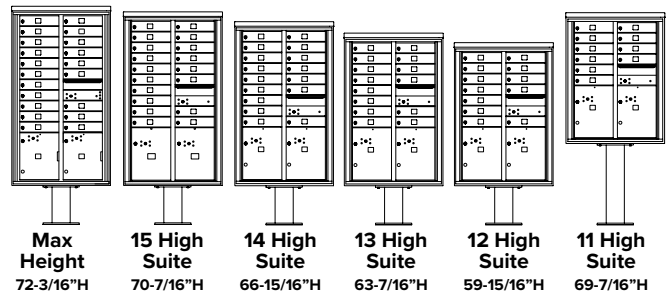 Max
Height
72-3/16”H
15 High
Suite
70-7/16”H
14 High
Suite
66-15/16”H
13 High
Suite
63-7/16”H
12 High
Suite
59-15/16”H
11 High
Suite
69-7/16”H